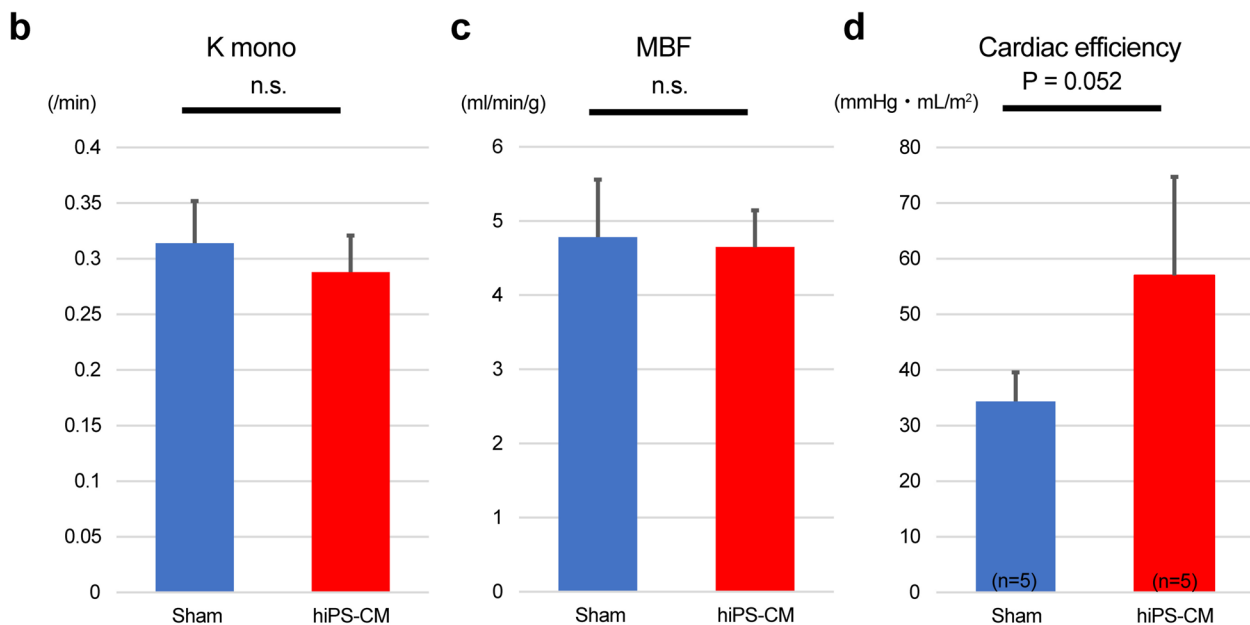 b
K mono
n.s.
(/min)
0.4
0.35
0.3
0.25
0.2
0.15
0.1
0.05
0
Sham hiPS-CM
c
MBF
n.s.
(ml/min/g)
6
5
4
3
2
1
0
Sham hiPS-CM
d
Cardiac efficiency
P = 0.052
(mmHg・mL/m²)
80
70
60
50
40
30
20
10
0
(n=5) (n=5)
Sham hiPS-CM